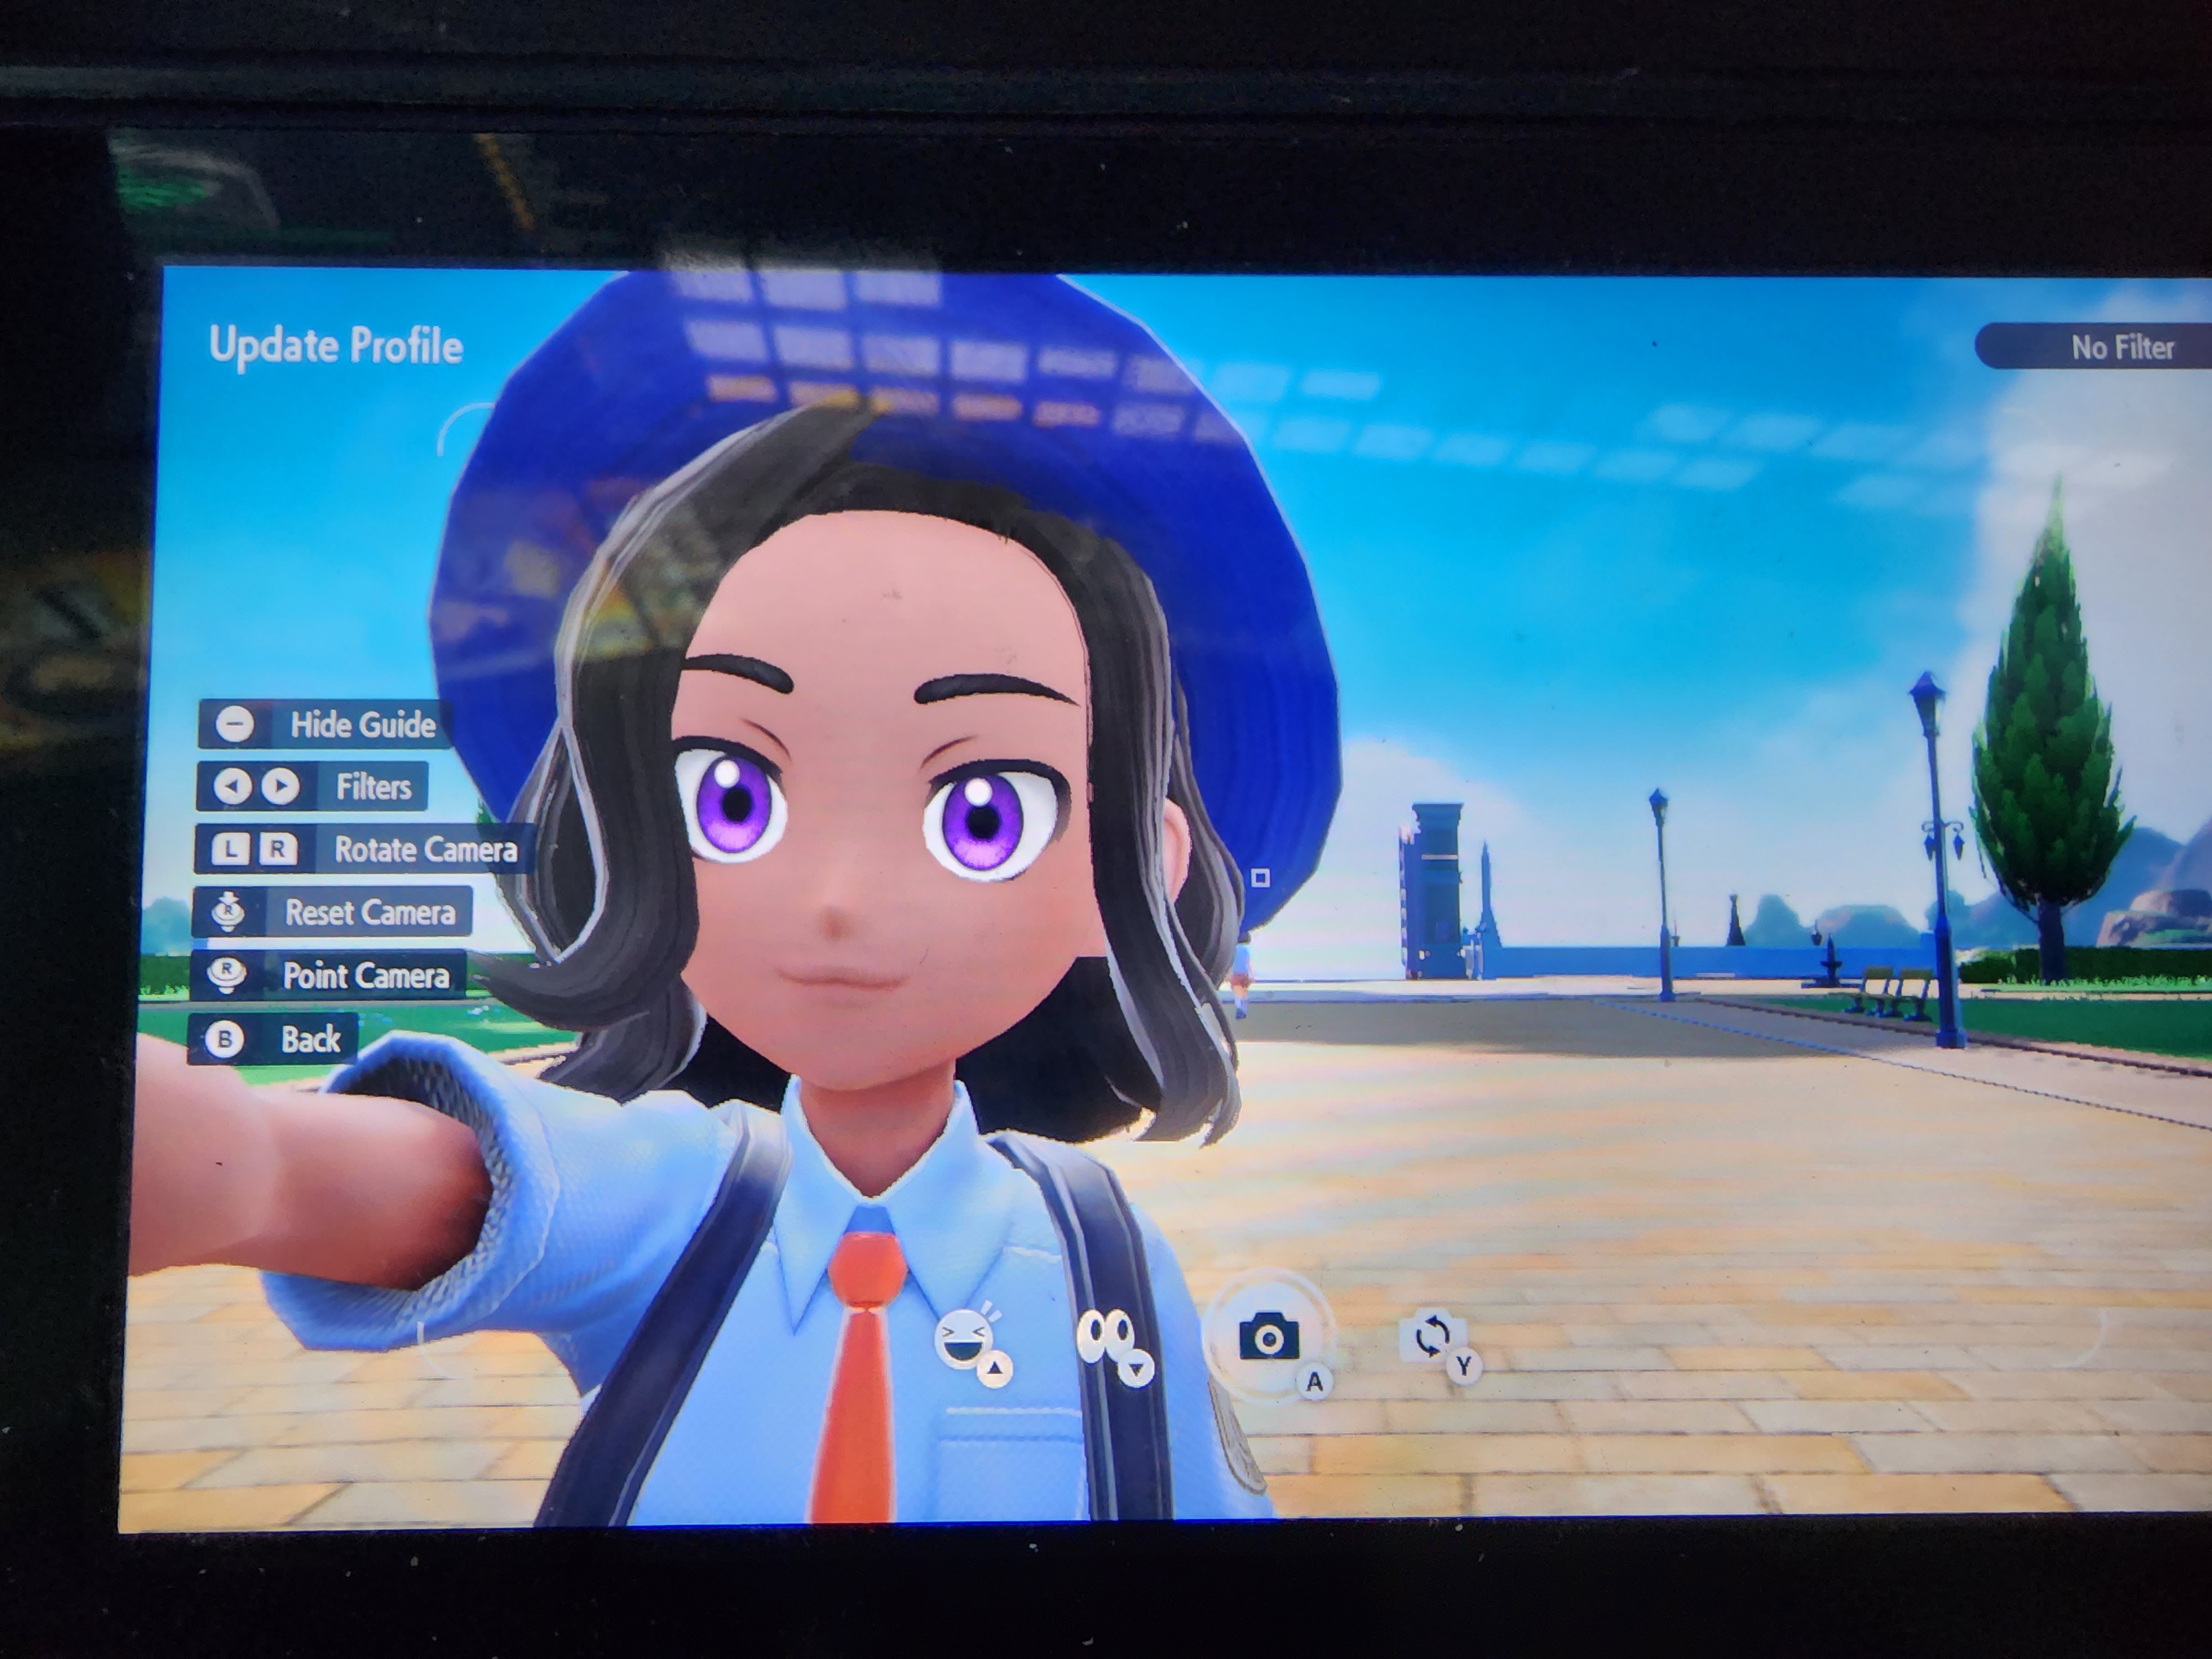 Update Profile
No Filter
Hide Guide
Filters
L R Rotate Camera
R Reset Camera
R Point Camera
B Back
A
Y